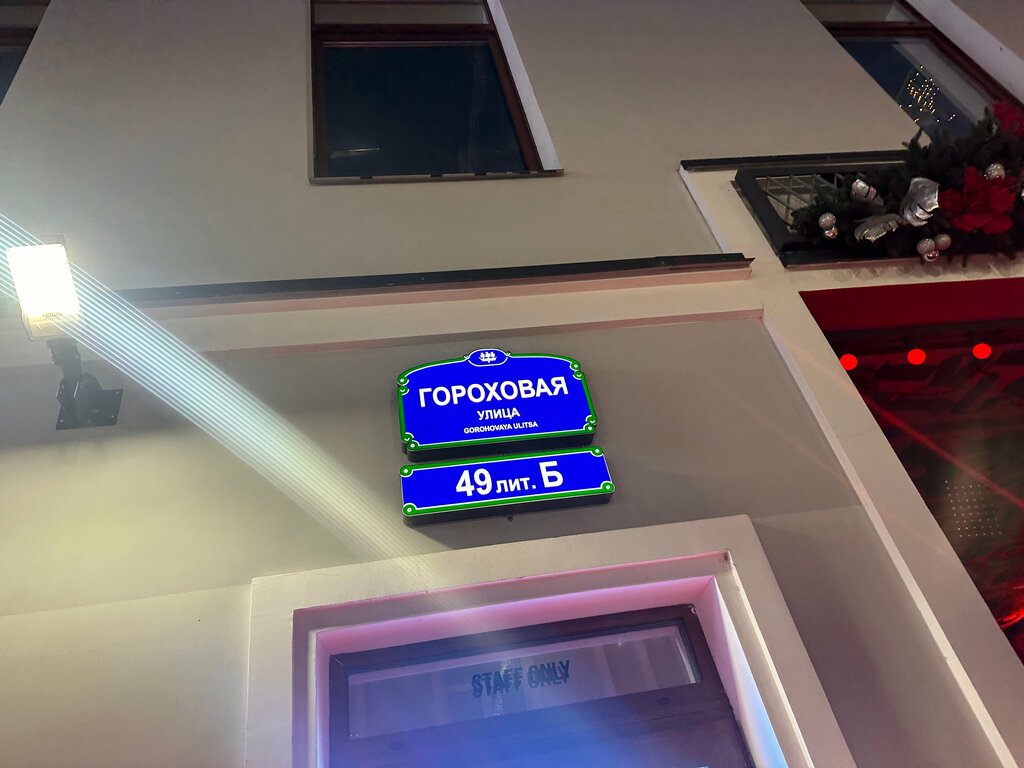 ГОРОХОВАЯ
УЛИЦА
GOROHOVAYA ULITSA
49 лит. Б
STAFF ONLY